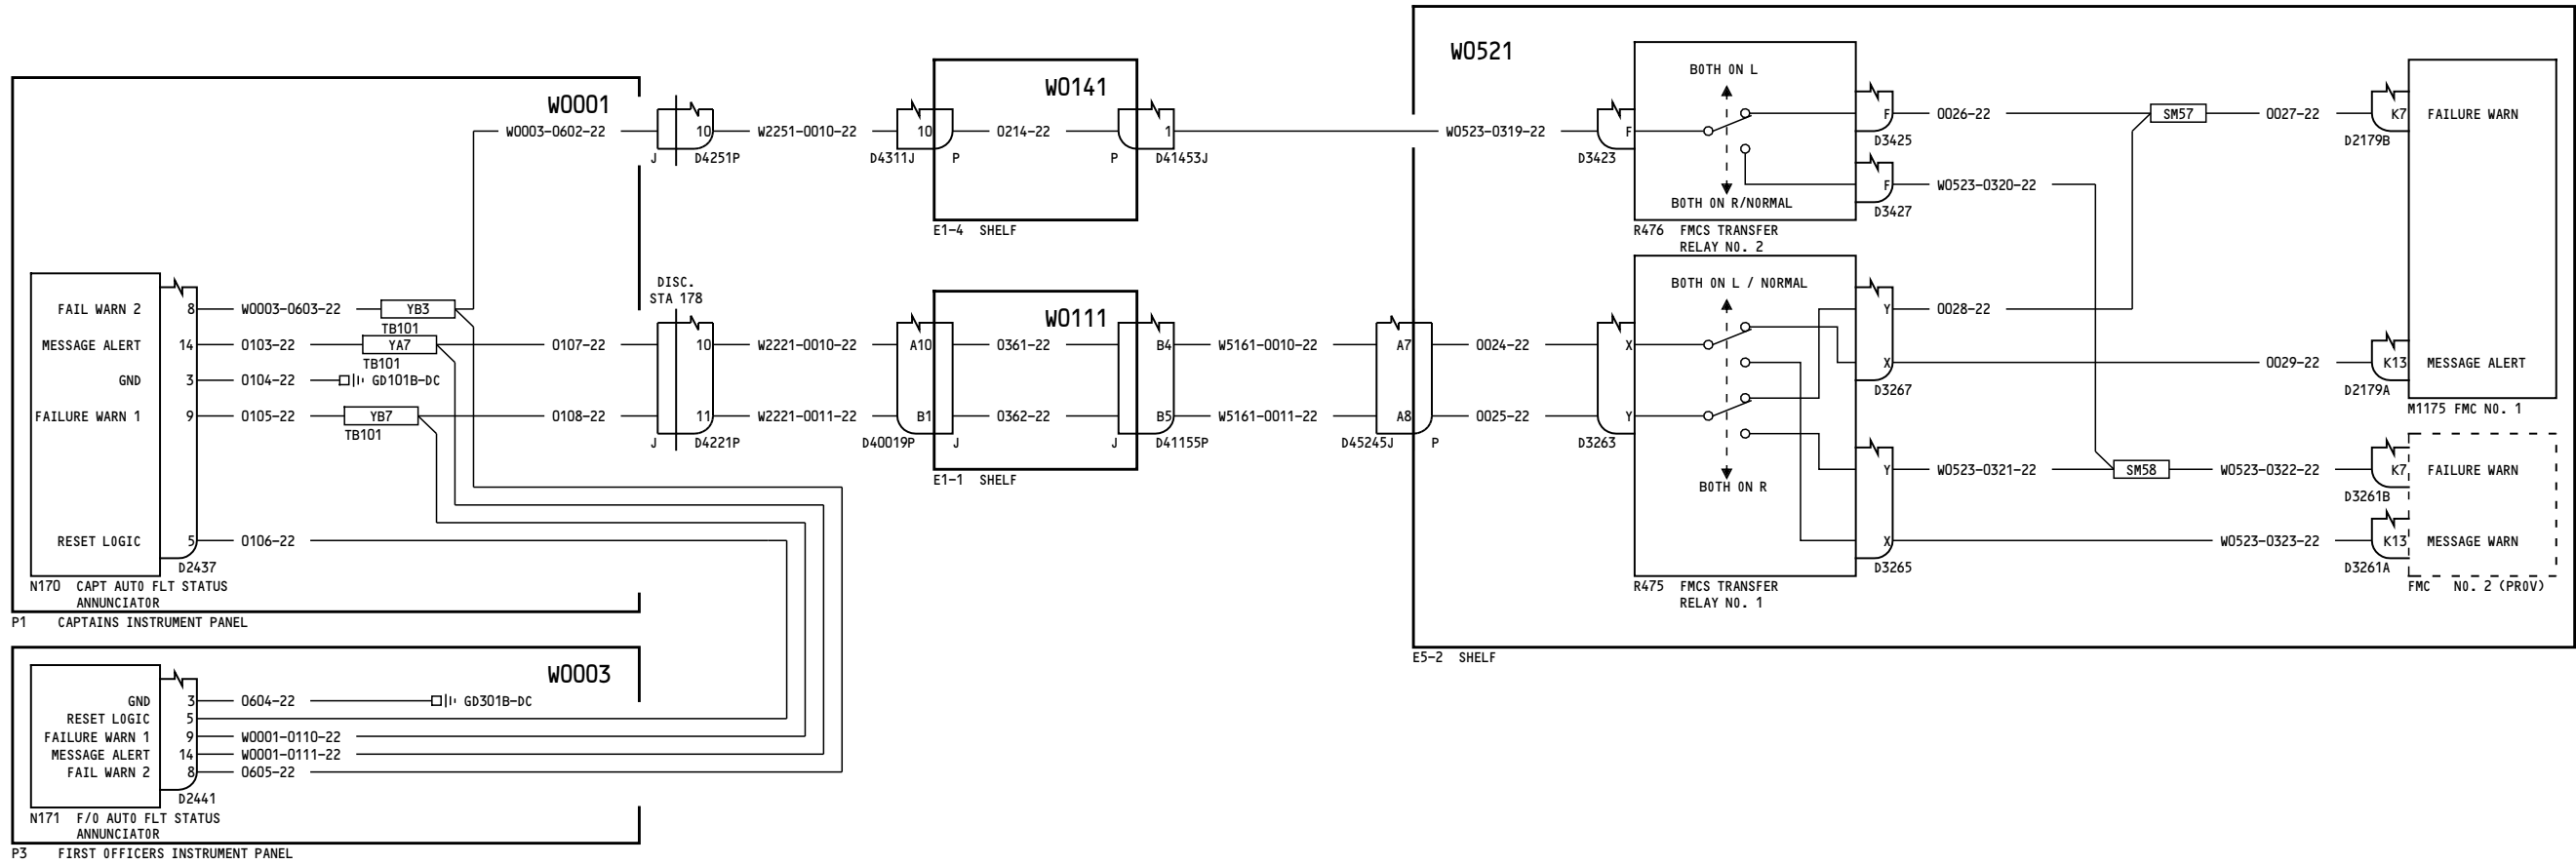 W0001
W0003-0602-22
10
J
D4251P
W2251-0010-22
10
D4311J
P
W0141
0214-22
1
P
D41453J
E1-4 SHELF
W0521
W0523-0319-22
F
D3423
BOTH ON L
BOTH ON R/NORMAL
R476 FMCS TRANSFER
RELAY NO. 2
F
D3425
F
D3427
0026-22
W0523-0320-22
SM57
0027-22
K7
D2179B
FAILURE WARN
FAIL WARN 2
8
W0003-0603-22
YB3
TB101
MESSAGE ALERT
14
0103-22
YA7
TB101
0107-22
GND
3
0104-22
GD101B-DC
FAILURE WARN 1
9
0105-22
YB7
TB101
0108-22
RESET LOGIC
5
0106-22
D2437
N170 CAPT AUTO FLT STATUS
ANNUNCIATOR
P1 CAPTAINS INSTRUMENT PANEL
DISC.
STA 178
10
11
J
D4221P
W2221-0010-22
W2221-0011-22
A10
B1
D40019P
J
W0111
0361-22
0362-22
B4
B5
J
D41155P
E1-1 SHELF
W5161-0010-22
W5161-0011-22
A7
A8
D45245J
P
0024-22
0025-22
X
Y
D3263
BOTH ON L / NORMAL
BOTH ON R
R475 FMCS TRANSFER
RELAY NO. 1
Y
X
D3267
0028-22
0029-22
K13
D2179A
MESSAGE ALERT
M1175 FMC NO. 1
Y
X
D3265
W0523-0321-22
SM58
W0523-0322-22
K7
D3261B
FAILURE WARN
W0523-0323-22
K13
D3261A
MESSAGE WARN
FMC NO. 2 (PROV)
E5-2 SHELF
W0003
GND
3
0604-22
GD301B-DC
RESET LOGIC
5
FAILURE WARN 1
9
W0001-0110-22
MESSAGE ALERT
14
W0001-0111-22
FAIL WARN 2
8
0605-22
D2441
N171 F/O AUTO FLT STATUS
ANNUNCIATOR
P3 FIRST OFFICERS INSTRUMENT PANEL